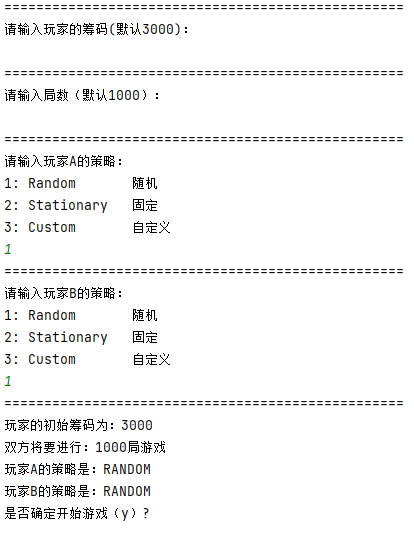 ==================================================
请输入玩家的筹码(默认3000):
==================================================
请输入局数（默认1000）:
==================================================
请输入玩家A的策略:
1: Random 随机
2: Stationary 固定
3: Custom 自定义
1
==================================================
请输入玩家B的策略:
1: Random 随机
2: Stationary 固定
3: Custom 自定义
1
==================================================
玩家的初始筹码为: 3000
双方将要进行: 1000局游戏
玩家A的策略是: RANDOM
玩家B的策略是: RANDOM
是否确定开始游戏（y）?